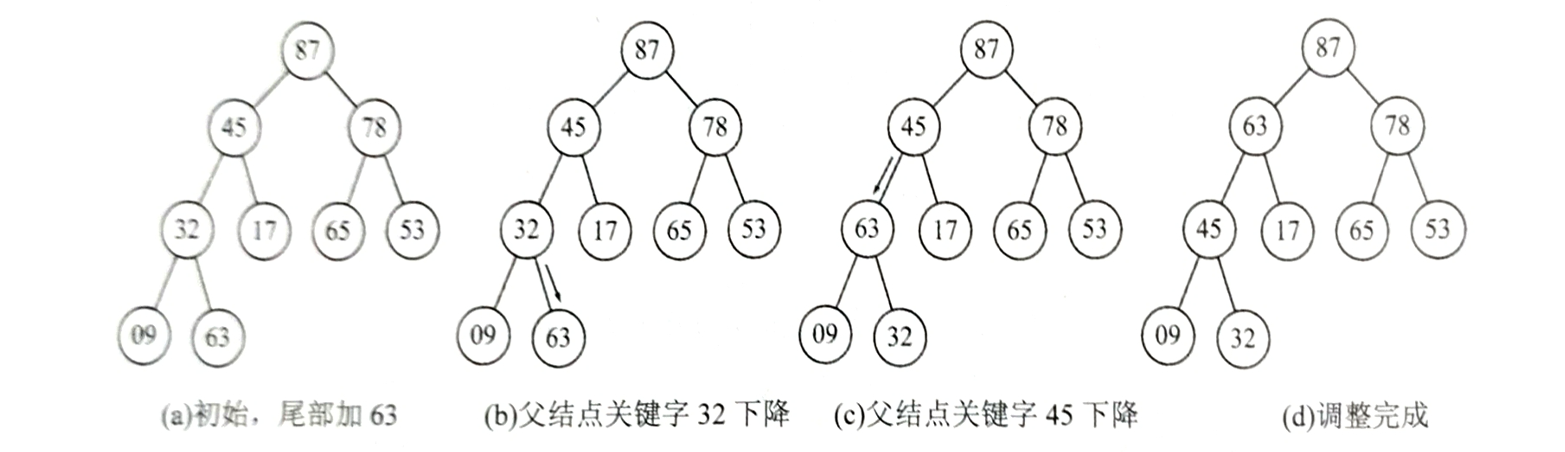 87 87 87 87
45 78 45 78 45 78 63 78
32 17 65 53 32 17 65 53 63 17 65 53 45 17 65 53
09 63 09 63 09 32 09 32
(a)初始，尾部加 63 (b)父结点关键字 32 下降 (c)父结点关键字 45 下降 (d)调整完成